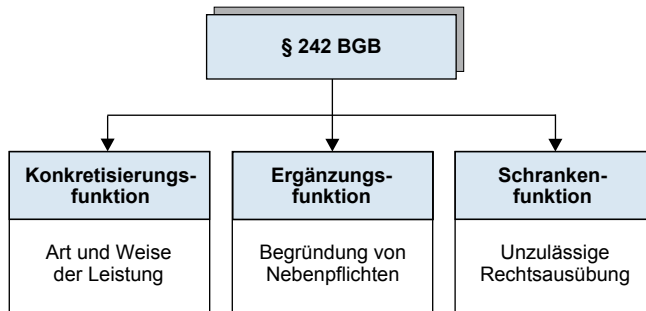 § 242 BGB
Konkretisierungs-
funktion
Art und Weise
der Leistung
Ergänzungs-
funktion
Begründung von
Nebenpflichten
Schranken-
funktion
Unzulässige
Rechtsausübung